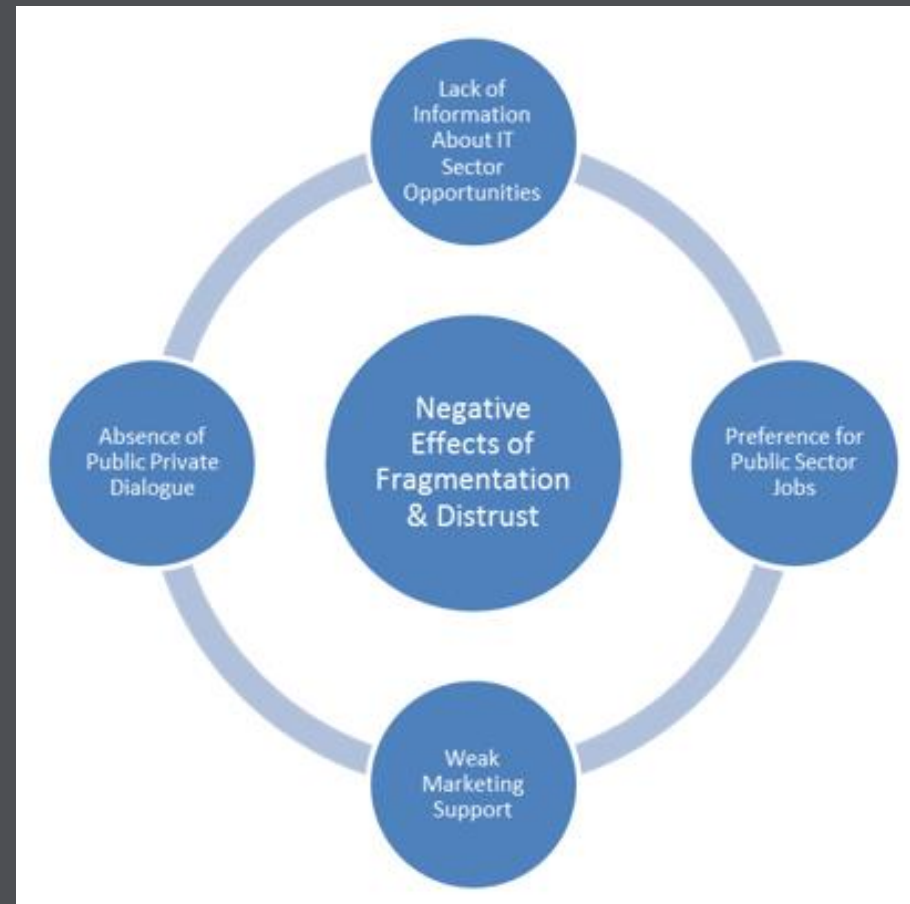 Lack of
Information
About IT
Sector
Opportunities
Negative
Effects of
Fragmentation
& Distrust
Absence of
Public Private
Dialogue
Preference for
Public Sector
Jobs
Weak
Marketing
Support